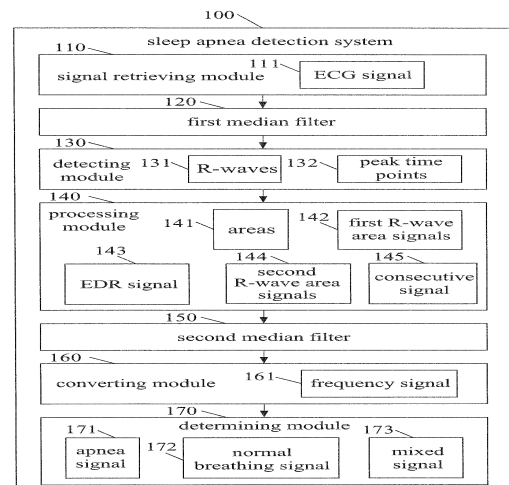 100
sleep apnea detection system
110
signal retrieving module
111
ECG signal
120
first median filter
130
detecting module
131
R-waves
132
peak time points
140
processing module
141
areas
142
first R-wave area signals
143
EDR signal
144
second R-wave area signals
145
consecutive signal
150
second median filter
160
converting module
161
frequency signal
170
determining module
171
apnea signal
172
normal breathing signal
173
mixed signal